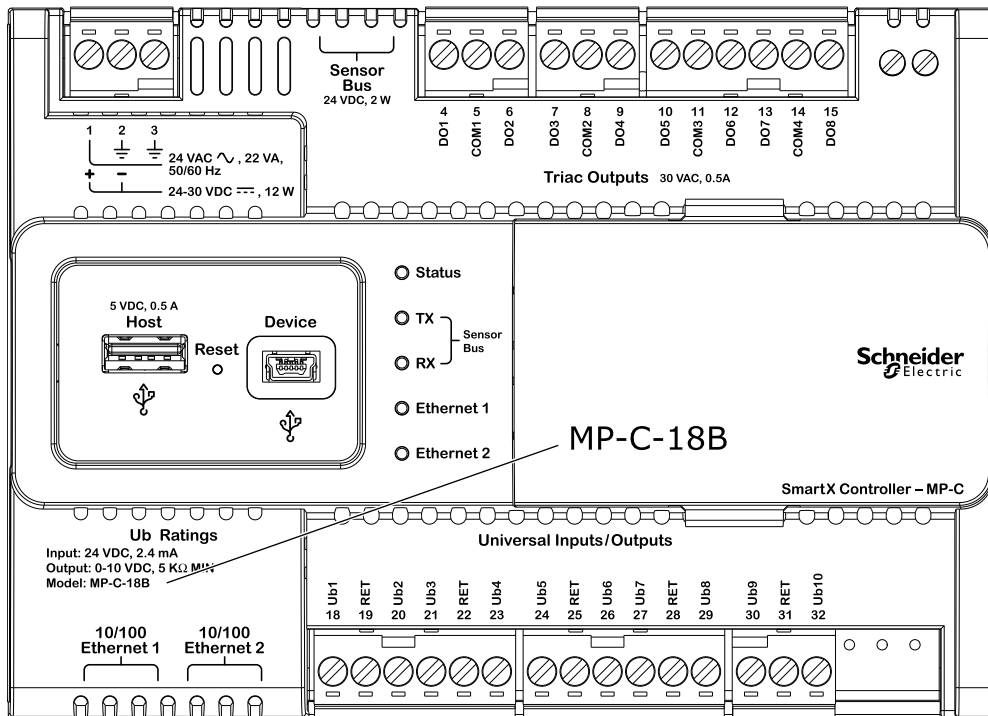 Sensor
Bus
24 VDC, 2 W
1 2 3
24 VAC, 22 VA,
50/60 Hz
+ −
24-30 VDC, 12 W
4 5 6 7 8 9 10 11 12 13 14 15
DO1 COM1 DO2 DO3 COM2 DO4 DO5 COM3 DO6 DO7 COM4 DO8
Triac Outputs 30 VAC, 0.5A
5 VDC, 0.5 A
Host
Reset
Device
Status
TX
RX
Sensor
Bus
Ethernet 1
Ethernet 2
Schneider
Electric
MP-C-18B
SmartX Controller – MP-C
Ub Ratings
Input: 24 VDC, 2.4 mA
Output: 0-10 VDC, 5 KΩ MIN
Model: MP-C-18B
Universal Inputs/Outputs
Ub1 RET Ub2 Ub3 RET Ub4 Ub5 RET Ub6 Ub7 RET Ub8 Ub9 RET Ub10
18 19 20 21 22 23 24 25 26 27 28 29 30 31 32
10/100
Ethernet 1
10/100
Ethernet 2